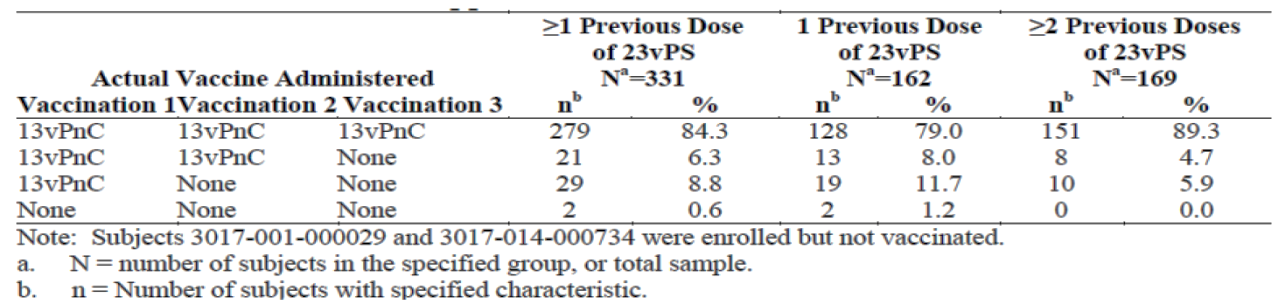 ≥1 Previous Dose 1 Previous Dose ≥2 Previous Doses
of 23vPS of 23vPS of 23vPS
Actual Vaccine Administered Nᵃ=331 Nᵃ=162 Nᵃ=169
Vaccination 1 Vaccination 2 Vaccination 3 nᵇ % nᵇ % nᵇ %
13vPnC 13vPnC 13vPnC 279 84.3 128 79.0 151 89.3
13vPnC 13vPnC None 21 6.3 13 8.0 8 4.7
13vPnC None None 29 8.8 19 11.7 10 5.9
None None None 2 0.6 2 1.2 0 0.0
Note: Subjects 3017-001-000029 and 3017-014-000734 were enrolled but not vaccinated.
a. N = number of subjects in the specified group, or total sample.
b. n = Number of subjects with specified characteristic.